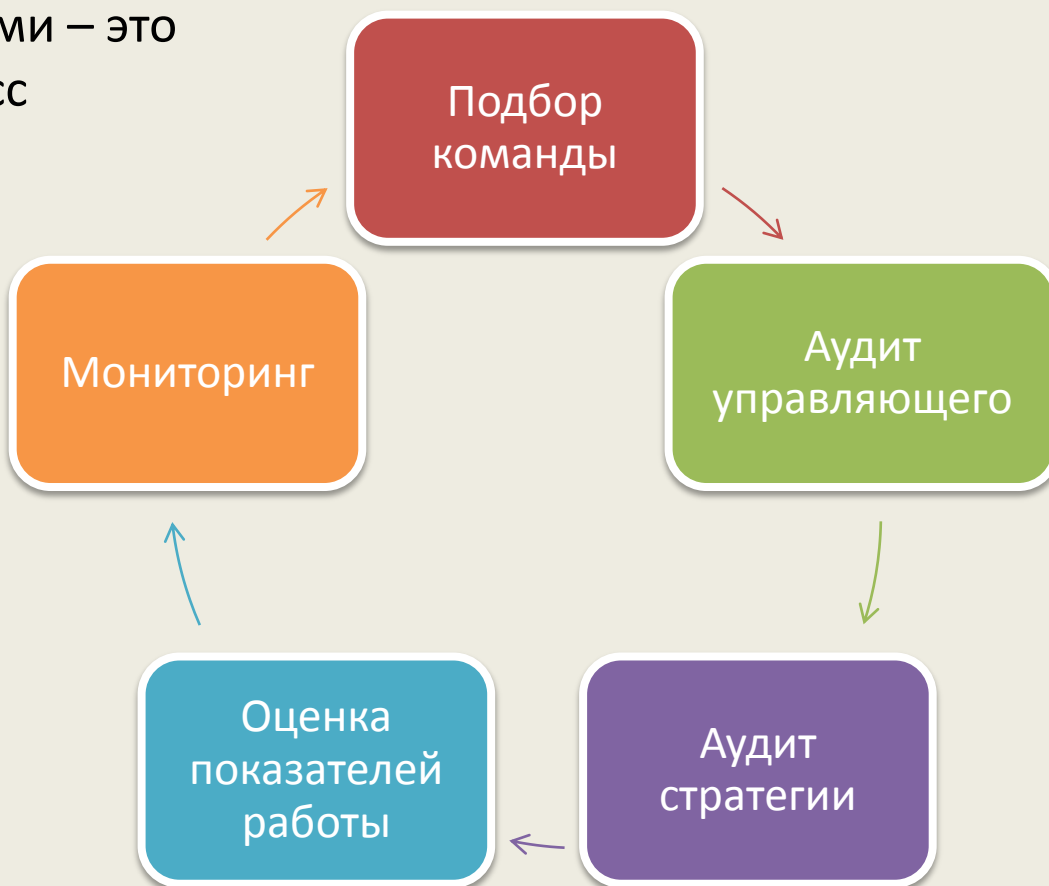 ми – это
сс
Подбор
команды
Аудит
управляющего
Аудит
стратегии
Оценка
показателей
работы
Мониторинг